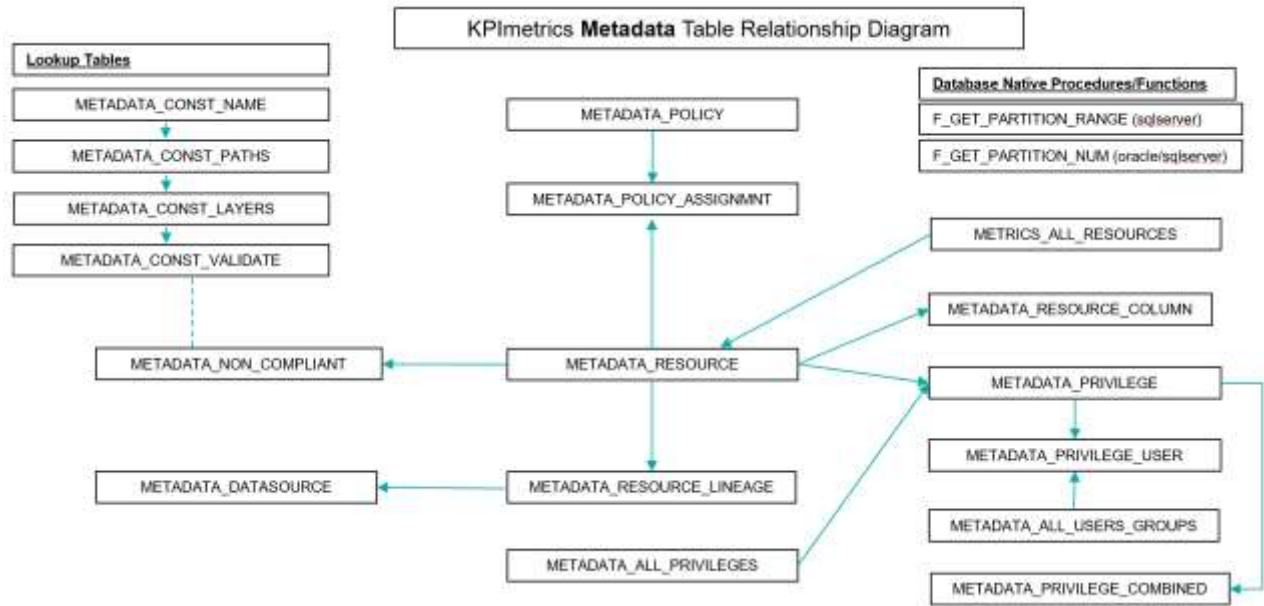 KPImetrics Metadata Table Relationship Diagram
Lookup Tables
METADATA_CONST_NAME
METADATA_CONST_PATHS
METADATA_CONST_LAYERS
METADATA_CONST_VALIDATE
METADATA_NON_COMPLIANT
METADATA_DATASOURCE
METADATA_POLICY
METADATA_POLICY_ASSIGNMNT
METADATA_RESOURCE
METADATA_RESOURCE_LINEAGE
METADATA_ALL_PRIVILEGES
Database Native Procedures/Functions
F_GET_PARTITION_RANGE (sqlserver)
F_GET_PARTITION_NUM (oracle/sqlserver)
METRICS_ALL_RESOURCES
METADATA_RESOURCE_COLUMN
METADATA_PRIVILEGE
METADATA_PRIVILEGE_USER
METADATA_ALL_USERS_GROUPS
METADATA_PRIVILEGE_COMBINED